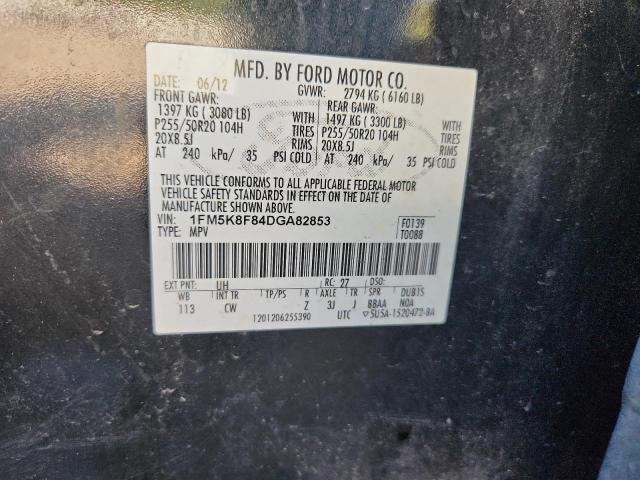 MFD. BY FORD MOTOR CO.
DATE: 06/12 GVWR: 2794 KG ( 6160 LB)
FRONT GAWR: REAR GAWR:
1397 KG ( 3080 LB) WITH 1497 KG ( 3300 LB) WITH
P255/50R20 104H TIRES P255/50R20 104H TIRES
20X8.5J RIMS 20X8.5J RIMS
AT 240 kPa/ 35 PSI COLD AT 240 kPa/ 35 PSI COLD
THIS VEHICLE CONFORMS TO ALL APPLICABLE FEDERAL MOTOR
VEHICLE SAFETY STANDARDS IN EFFECT ON THE DATE OF
MANUFACTURE SHOWN ABOVE.
VIN: 1FM5K8F84DGA82853 F0139
TYPE: MPV T0088
EXT PNT: UH RC: 27 DSO:
WB INT TR TP/PS R AXLE TR SPR DUB1S
113 CW Z 3J J BBAA N0A
1201206255390 UTC ▽5USA-1520472-BA